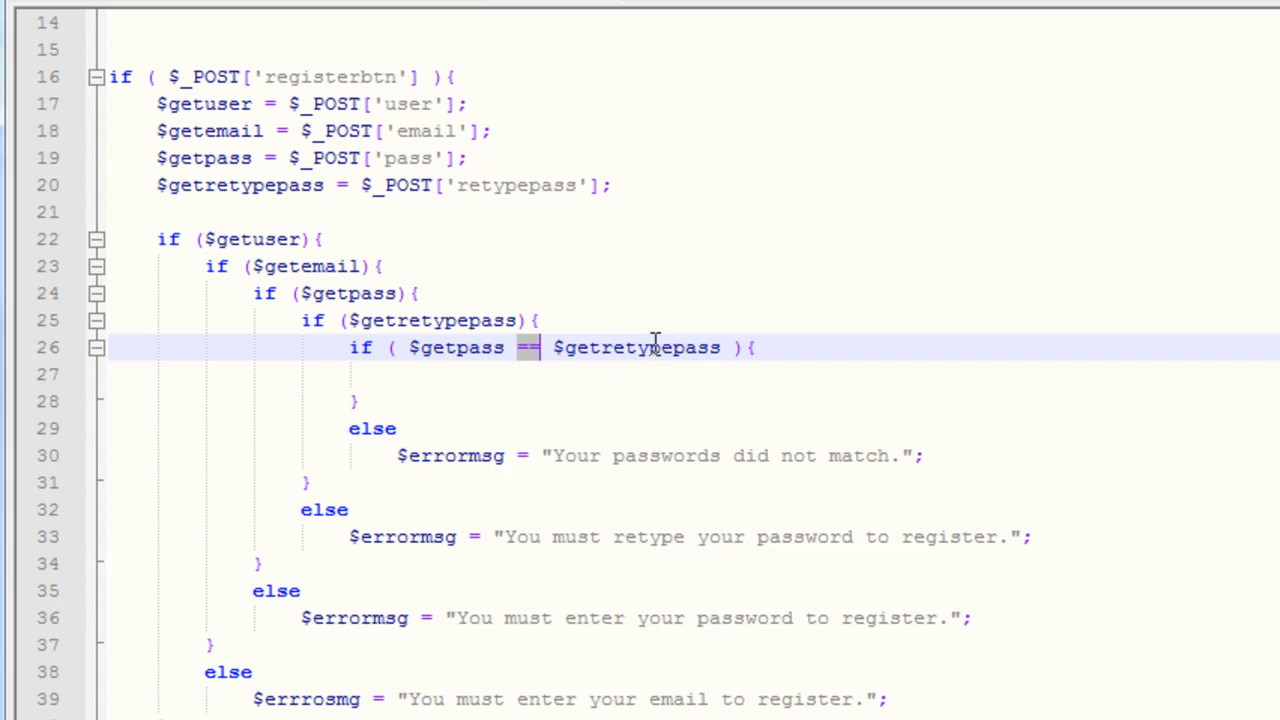 14
15
16 if ( $_POST['registerbtn'] ){
17 $getuser = $_POST['user'];
18 $getemail = $_POST['email'];
19 $getpass = $_POST['pass'];
20 $getretypepass = $_POST['retypepass'];
21
22 if ($getuser){
23 if ($getemail){
24 if ($getpass){
25 if ($getretypepass){
26 if ( $getpass == $getretypepass ){
27
28 }
29 else
30 $errormsg = "Your passwords did not match.";
31 }
32 else
33 $errormsg = "You must retype your password to register.";
34 }
35 else
36 $errormsg = "You must enter your password to register.";
37 }
38 else
39 $errrosmg = "You must enter your email to register.";